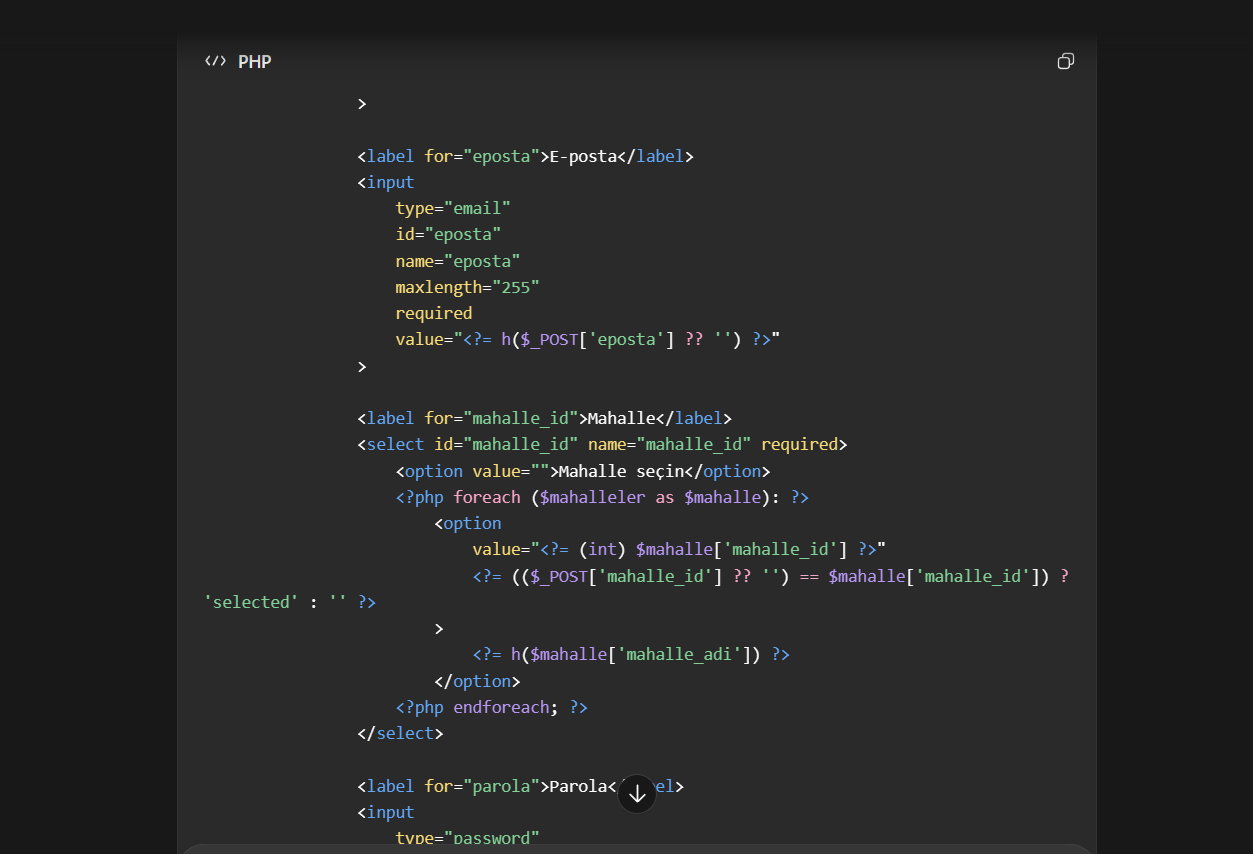 </> PHP
>
<label for="eposta">E-posta</label>
<input
type="email"
id="eposta"
name="eposta"
maxlength="255"
required
value="<?= h($_POST['eposta'] ?? '') ?>"
>
<label for="mahalle_id">Mahalle</label>
<select id="mahalle_id" name="mahalle_id" required>
<option value="">Mahalle seçin</option>
<?php foreach ($mahalleler as $mahalle): ?>
<option
value="<?= (int) $mahalle['mahalle_id'] ?>"
<?= (($_POST['mahalle_id'] ?? '') == $mahalle['mahalle_id']) ?
'selected' : '' ?>
>
<?= h($mahalle['mahalle_adi']) ?>
</option>
<?php endforeach; ?>
</select>
<label for="parola">Parola< el>
<input
type="password"